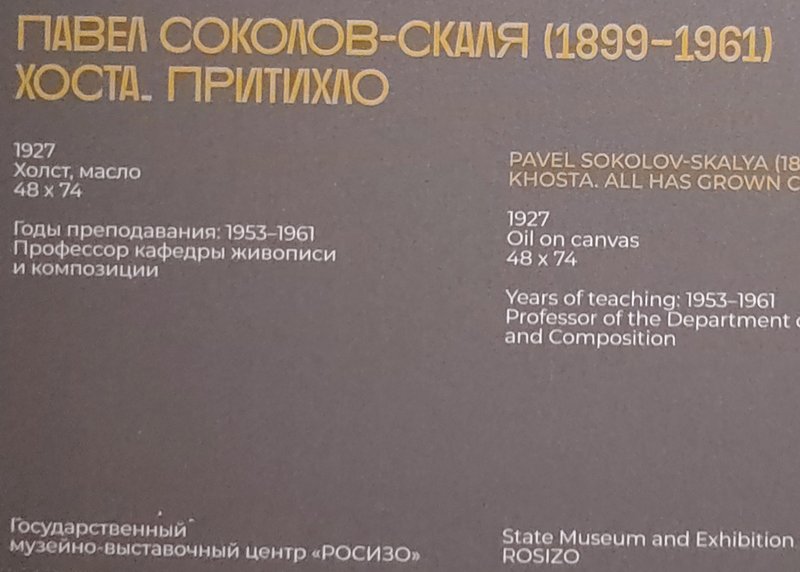 ПАВЕЛ СОКОЛОВ-СКАЛЯ (1899–1961)
ХОСТА. ПРИТИХЛО
1927
Холст, масло
48 x 74
Годы преподавания: 1953–1961
Профессор кафедры живописи
и композиции
PAVEL SOKOLOV-SKALYA (18
KHOSTA. ALL HAS GROWN
1927
Oil on canvas
48 x 74
Years of teaching: 1953–1961
Professor of the Department
and Composition
Государственный
музейно-выставочный центр «РОСИЗО»
State Museum and Exhibition
ROSIZO